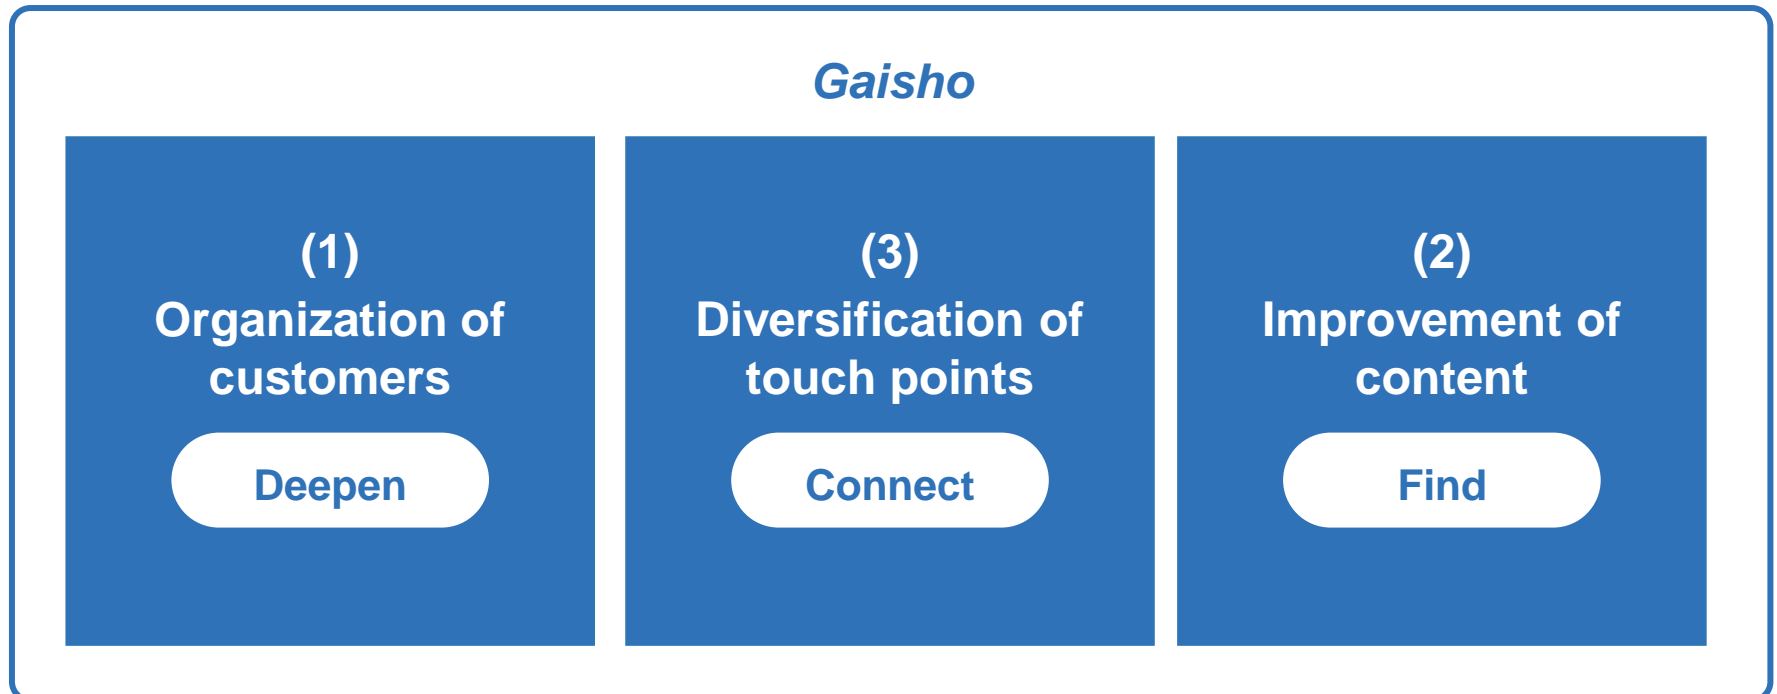 Gaisho
(1)
Organization of
customers
Deepen
(3)
Diversification of
touch points
Connect
(2)
Improvement of
content
Find